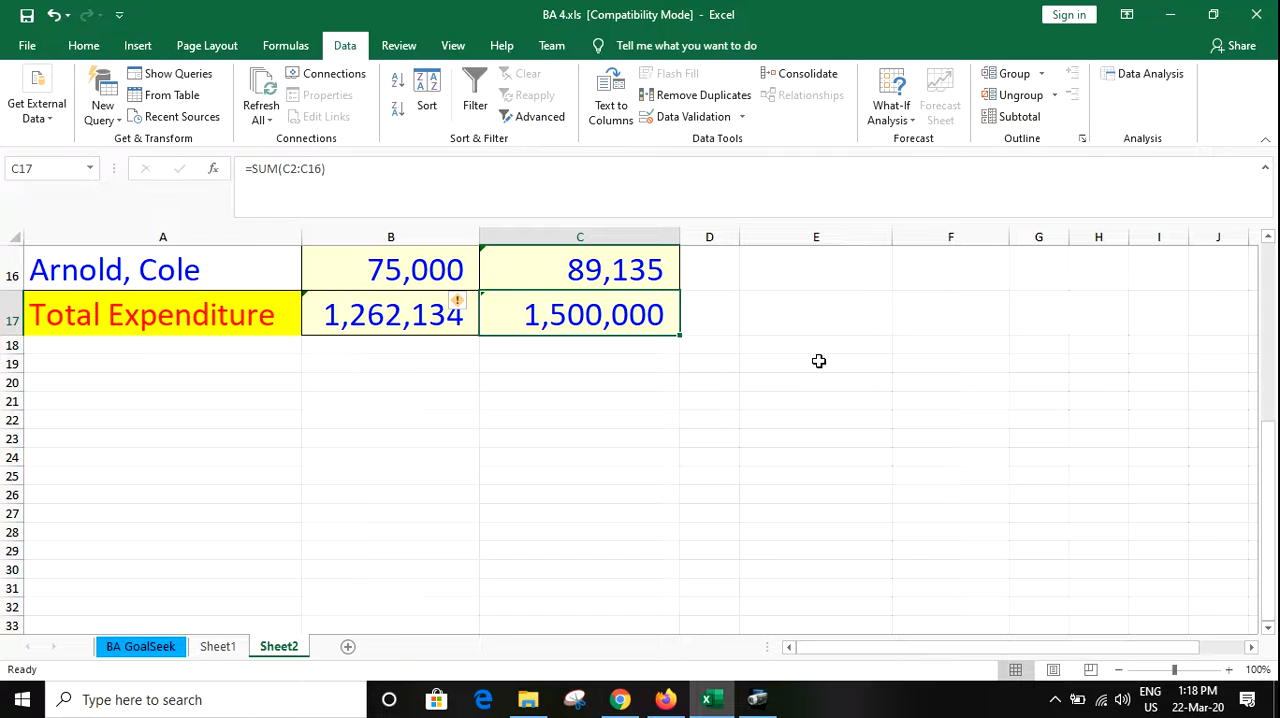 BA 4.xls [Compatibility Mode] - Excel
Sign in
File Home Insert Page Layout Formulas Data Review View Help Team Tell me what you want to do Share
Get External Data
New Query
Show Queries
From Table
Recent Sources
Get & Transform
Refresh All
Connections
Properties
Edit Links
Connections
Sort
Filter
Clear
Reapply
Advanced
Sort & Filter
Text to Columns
Flash Fill
Remove Duplicates
Data Validation
Consolidate
Relationships
Data Tools
What-If Analysis
Forecast Sheet
Forecast
Group
Ungroup
Subtotal
Outline
Data Analysis
Analysis
C17 fx =SUM(C2:C16)
A B C D E F G H I J
16 Arnold, Cole 75,000 89,135
17 Total Expenditure 1,262,134 1,500,000
18
19
20
21
22
23
24
25
26
27
28
29
30
31
32
33
BA GoalSeek Sheet1 Sheet2
Ready 100%
Type here to search
ENG
US
1:18 PM
22-Mar-20